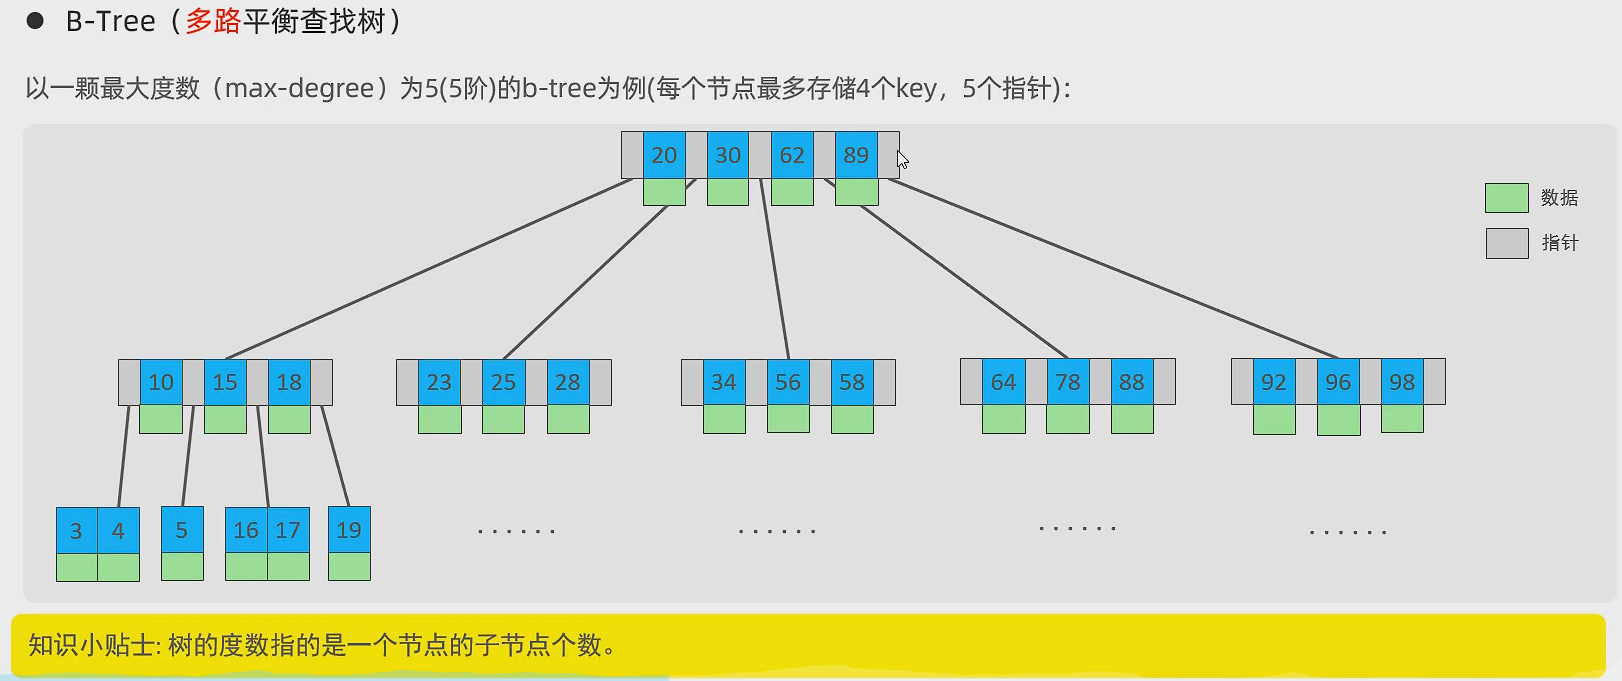 ● B-Tree（多路平衡查找树）
以一颗最大度数（max-degree）为5(5阶)的b-tree为例(每个节点最多存储4个key，5个指针)：
20 30 62 89
数据
指针
10 15 18 23 25 28 34 56 58 64 78 88 92 96 98
3 4 5 16 17 19 ······ ······ ······ ······
知识小贴士: 树的度数指的是一个节点的子节点个数。